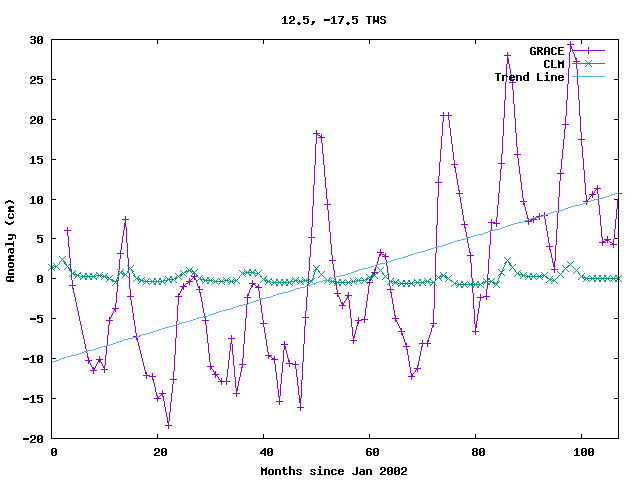 12.5, -17.5 TWS
GRACE
CLM
Trend Line
30
25
20
15
10
5
0
-5
-10
-15
-20
Anomaly (cm)
0 20 40 60 80 100
Months since Jan 2002